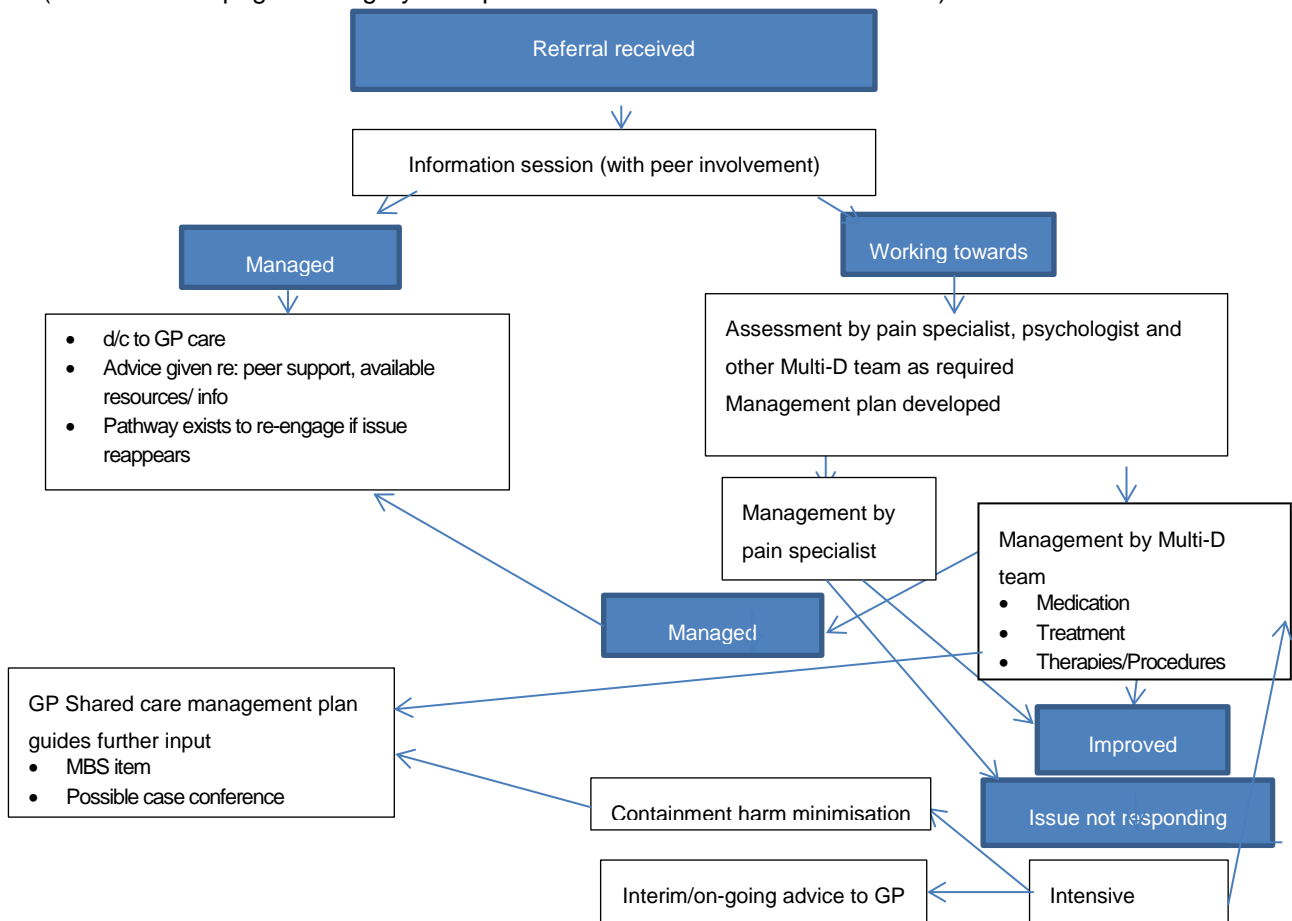 Referral received
Information session (with peer involvement)
Managed
Working towards
• d/c to GP care
• Advice given re: peer support, available
resources/ info
• Pathway exists to re-engage if issue
reappears
Assessment by pain specialist, psychologist and
other Multi-D team as required
Management plan developed
Management by
pain specialist
Management by Multi-D
team
• Medication
• Treatment
• Therapies/Procedures
Managed
GP Shared care management plan
guides further input
• MBS item
• Possible case conference
Improved
Issue not responding
Containment harm minimisation
Interim/on-going advice to GP
Intensive